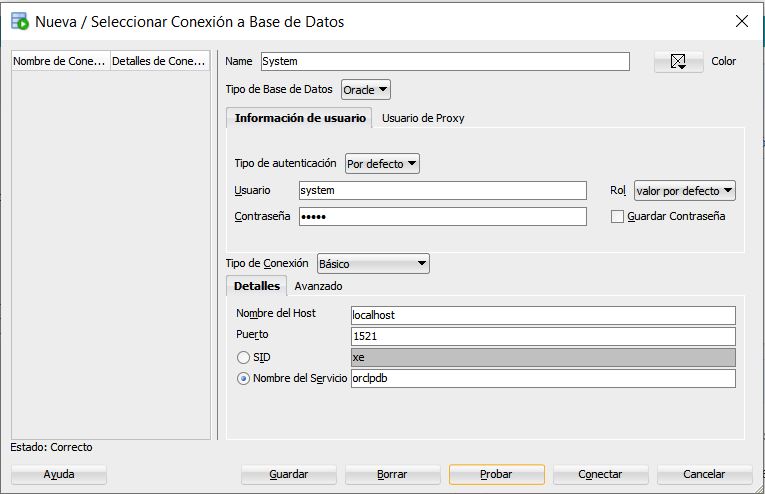 Nueva / Seleccionar Conexión a Base de Datos
Nombre de Cone... Detalles de Cone...
Name System Color
Tipo de Base de Datos Oracle
Información de usuario Usuario de Proxy
Tipo de autenticación Por defecto
Usuario system Rol valor por defecto
Contraseña ••••• Guardar Contraseña
Tipo de Conexión Básico
Detalles Avanzado
Nombre del Host localhost
Puerto 1521
SID xe
Nombre del Servicio orclpdb
Estado: Correcto
Ayuda Guardar Borrar Probar Conectar Cancelar